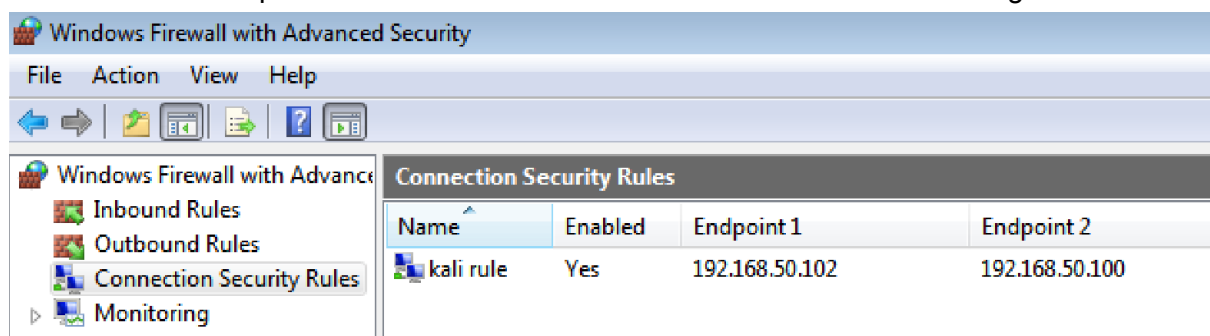 Windows Firewall with Advanced Security
File Action View Help
Windows Firewall with Advance
Inbound Rules
Outbound Rules
Connection Security Rules
Monitoring
Connection Security Rules
Name Enabled Endpoint 1 Endpoint 2
kali rule Yes 192.168.50.102 192.168.50.100